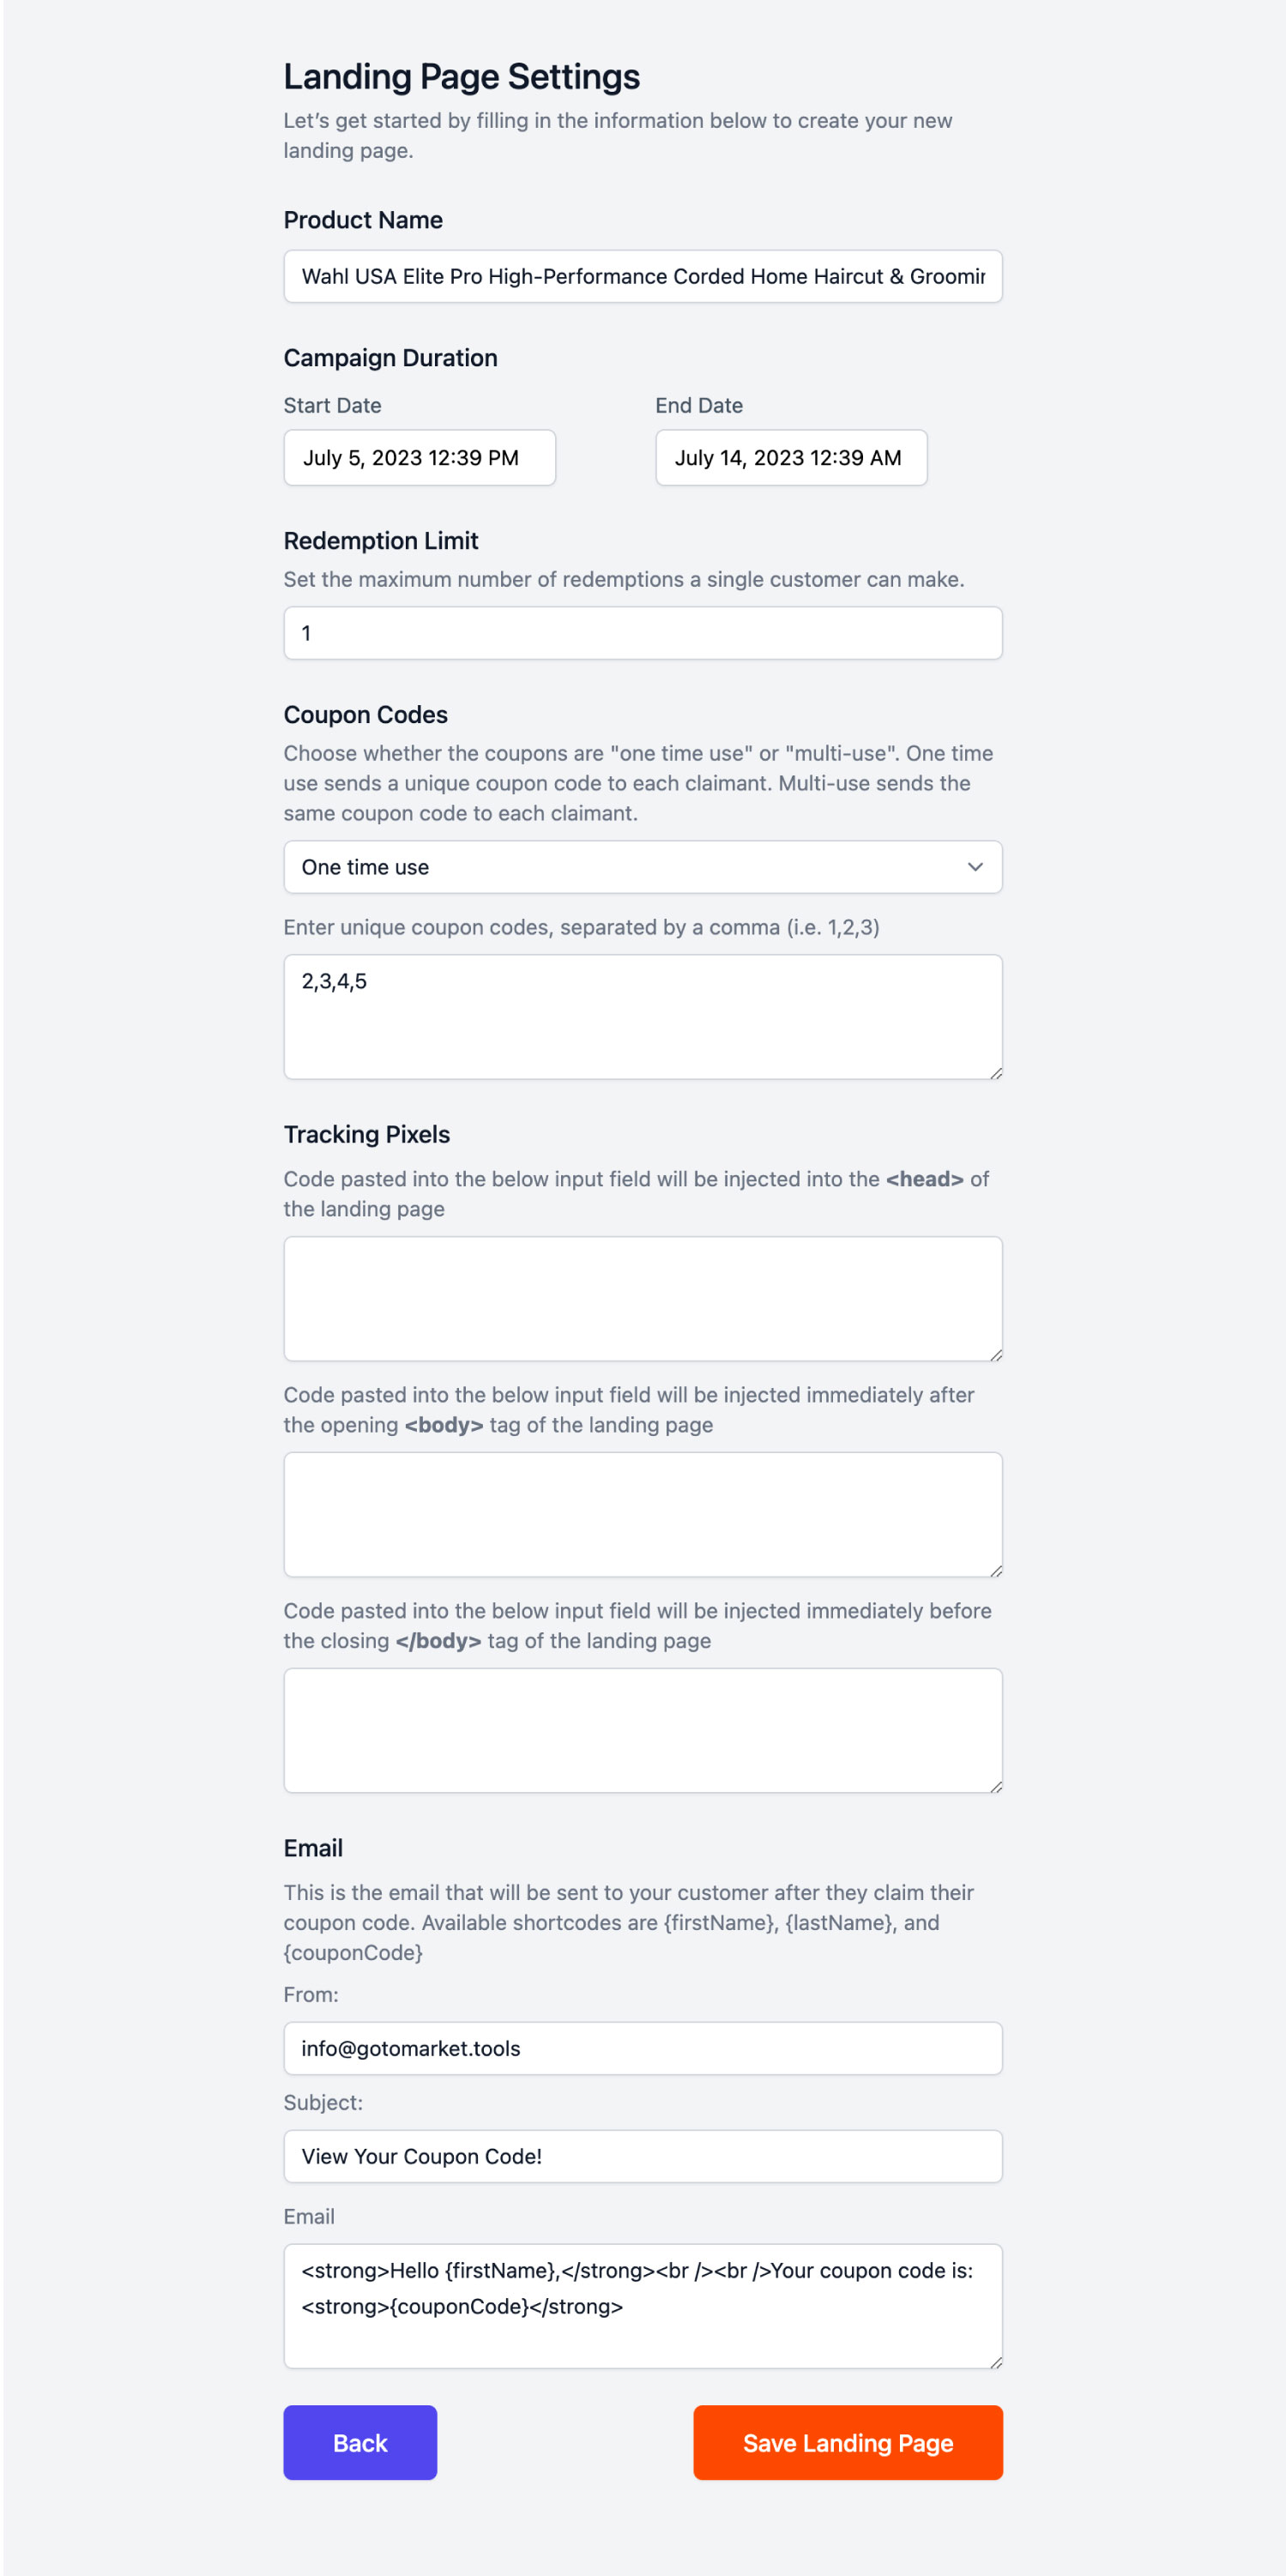 Landing Page Settings
Let’s get started by filling in the information below to create your new
landing page.
Product Name
Wahl USA Elite Pro High-Performance Corded Home Haircut & Groomin
Campaign Duration
Start Date
End Date
July 5, 2023 12:39 PM
July 14, 2023 12:39 AM
Redemption Limit
Set the maximum number of redemptions a single customer can make.
1
Coupon Codes
Choose whether the coupons are "one time use" or "multi-use". One time
use sends a unique coupon code to each claimant. Multi-use sends the
same coupon code to each claimant.
One time use
Enter unique coupon codes, separated by a comma (i.e. 1,2,3)
2,3,4,5
Tracking Pixels
Code pasted into the below input field will be injected into the <head> of
the landing page
Code pasted into the below input field will be injected immediately after
the opening <body> tag of the landing page
Code pasted into the below input field will be injected immediately before
the closing </body> tag of the landing page
Email
This is the email that will be sent to your customer after they claim their
coupon code. Available shortcodes are {firstName}, {lastName}, and
{couponCode}
From:
info@gotomarket.tools
Subject:
View Your Coupon Code!
Email
<strong>Hello {firstName},</strong><br /><br />Your coupon code is:
<strong>{couponCode}</strong>
Back
Save Landing Page